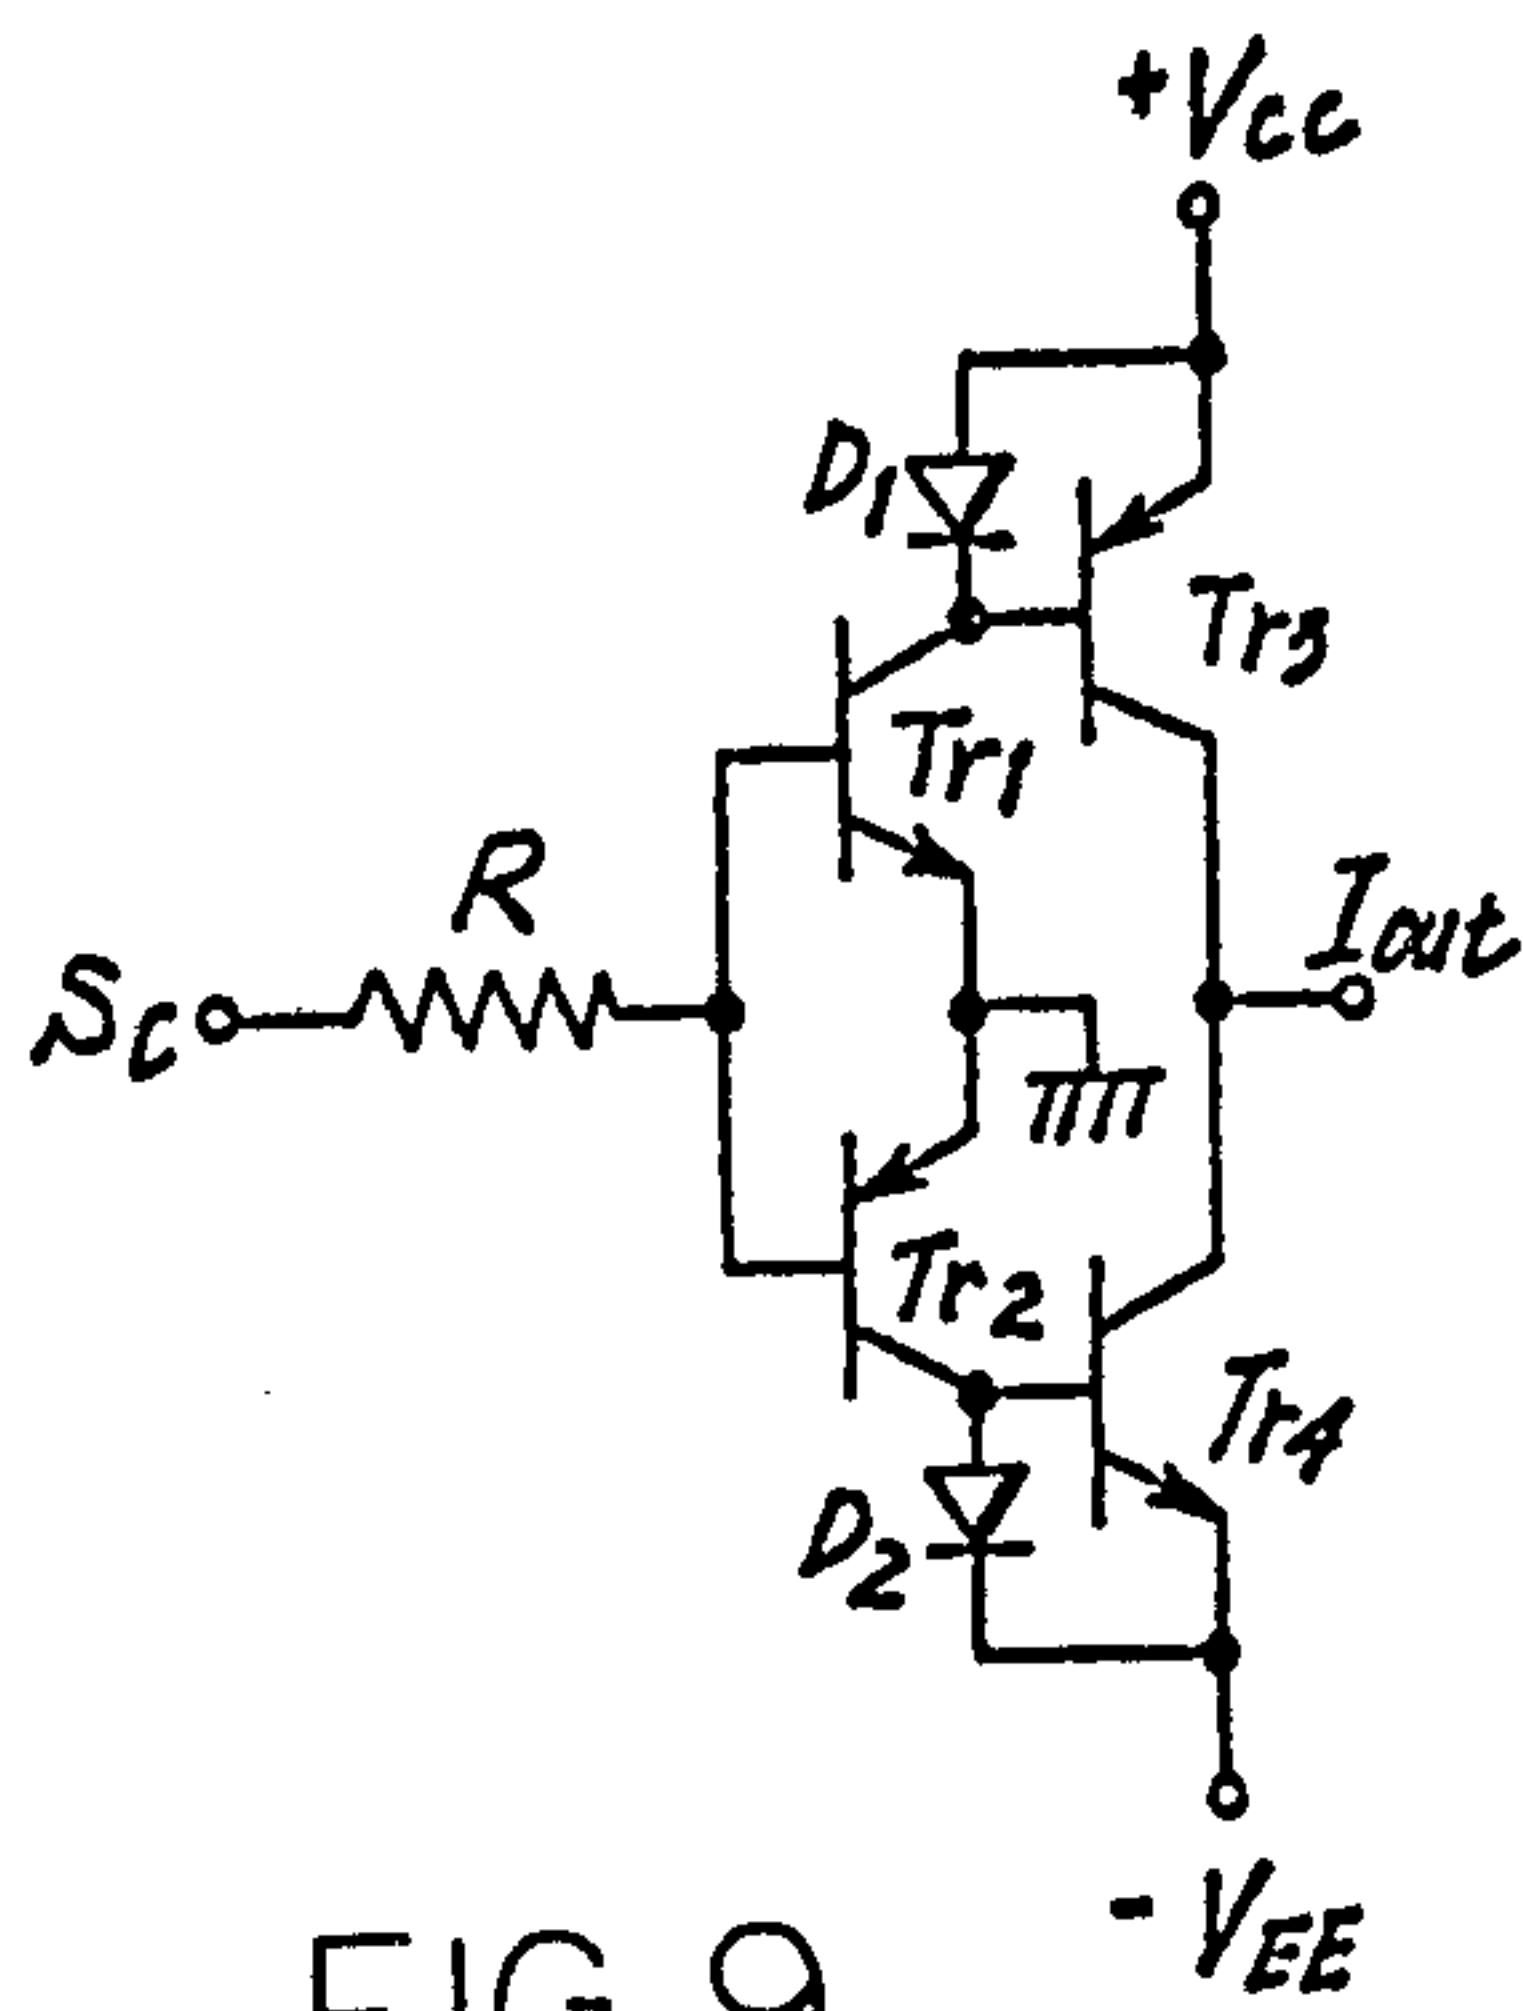 +Vcc
D1
Tr3
Tr1
R
Iout
Sc
Tr2
Tr4
D2
- VEE
FIG 9